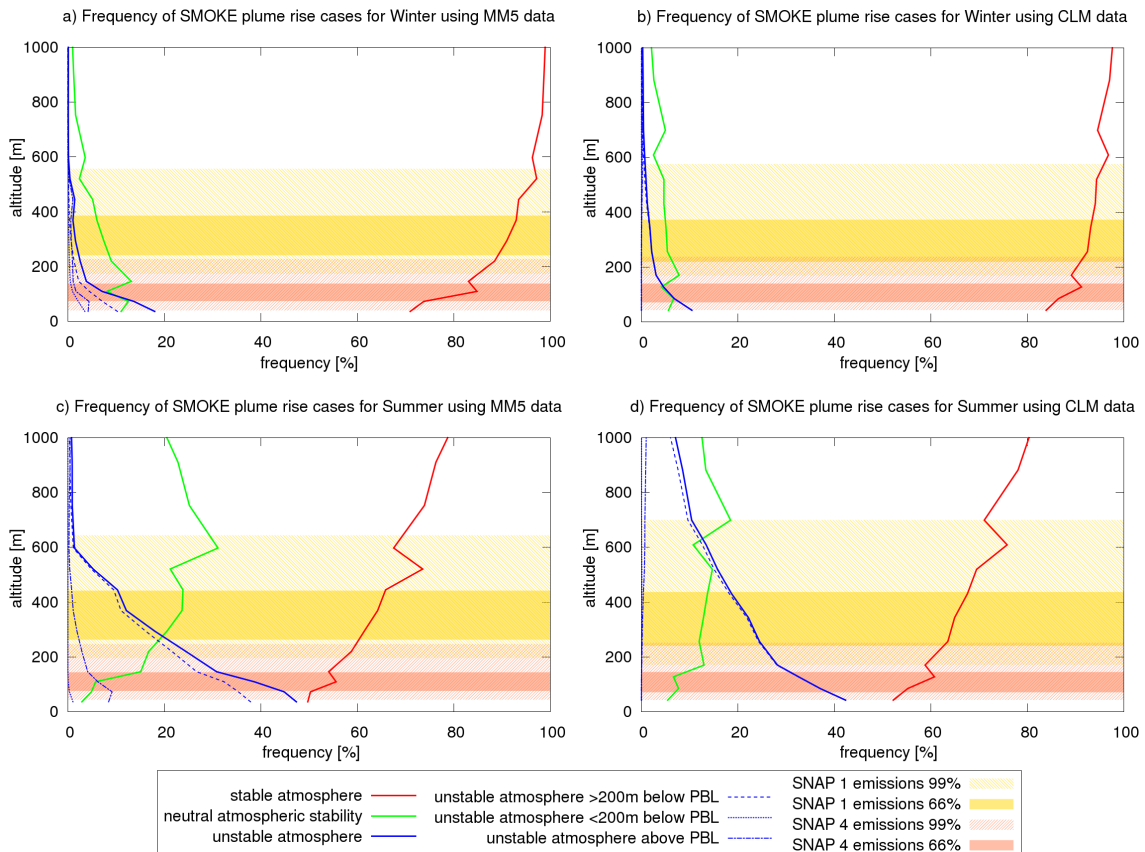 a) Frequency of SMOKE plume rise cases for Winter using MM5 data
1000
800
600
400
200
0
altitude [m]
0 20 40 60 80 100
frequency [%]
b) Frequency of SMOKE plume rise cases for Winter using CLM data
1000
800
600
400
200
0
altitude [m]
0 20 40 60 80 100
frequency [%]
c) Frequency of SMOKE plume rise cases for Summer using MM5 data
1000
800
600
400
200
0
altitude [m]
0 20 40 60 80 100
frequency [%]
d) Frequency of SMOKE plume rise cases for Summer using CLM data
1000
800
600
400
200
0
altitude [m]
0 20 40 60 80 100
frequency [%]
stable atmosphere
neutral atmospheric stability
unstable atmosphere
unstable atmosphere >200m below PBL
unstable atmosphere <200m below PBL
unstable atmosphere above PBL
SNAP 1 emissions 99%
SNAP 1 emissions 66%
SNAP 4 emissions 99%
SNAP 4 emissions 66%